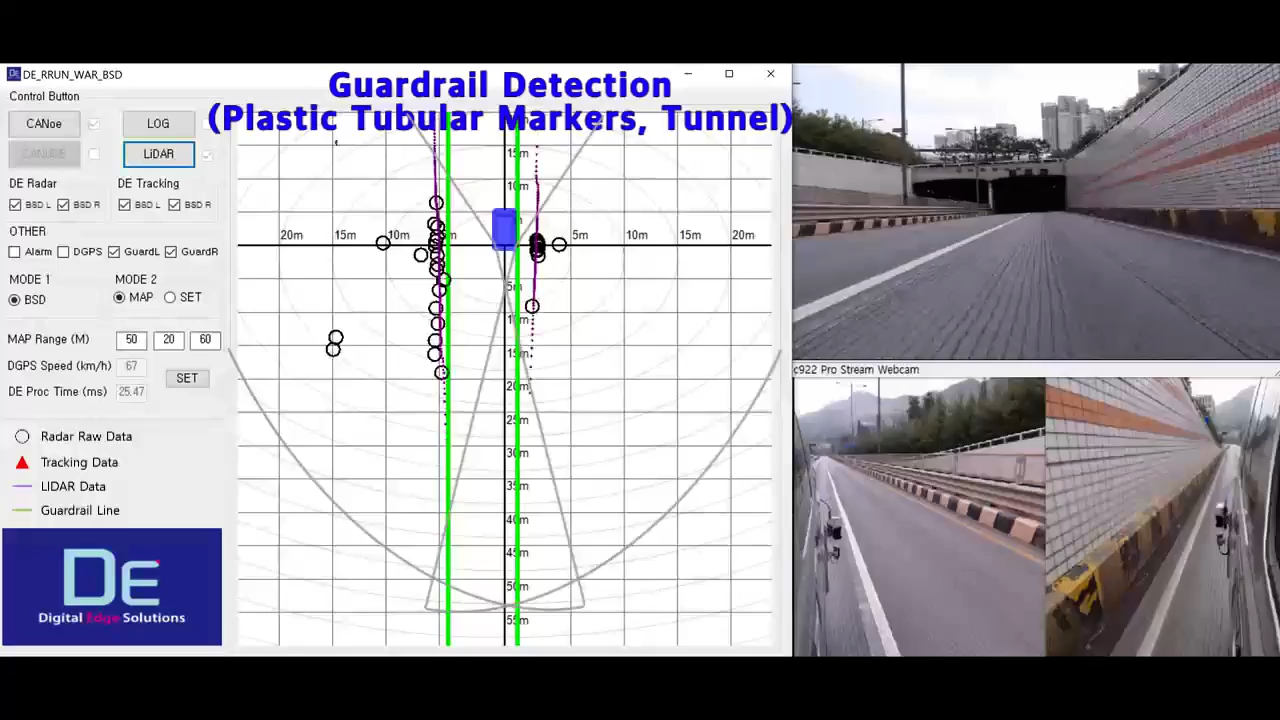 DE_RRUN_WAR_BSD
Guardrail Detection
(Plastic Tubular Markers, Tunnel)
Control Button
CANoe
LOG
LiDAR
DE Radar
DE Tracking
BSD L
BSD R
BSD L
BSD R
OTHER
Alarm
DGPS
GuardL
GuardR
MODE 1
MODE 2
BSD
MAP
SET
MAP Range (M)
50
20
60
DGPS Speed (km/h)
67
SET
DE Proc Time (ms)
25.47
Radar Raw Data
Tracking Data
LIDAR Data
Guardrail Line
DE
Digital Edge Solutions
15m
10m
20m
15m
10m
5m
10m
15m
20m
5m
10m
15m
20m
25m
30m
35m
40m
45m
50m
55m
c922 Pro Stream Webcam